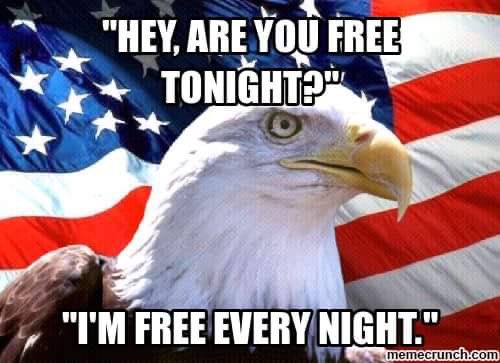 "HEY, ARE YOU FREE
TONIGHT?"
"I'M FREE EVERY NIGHT."
memecrunch.com